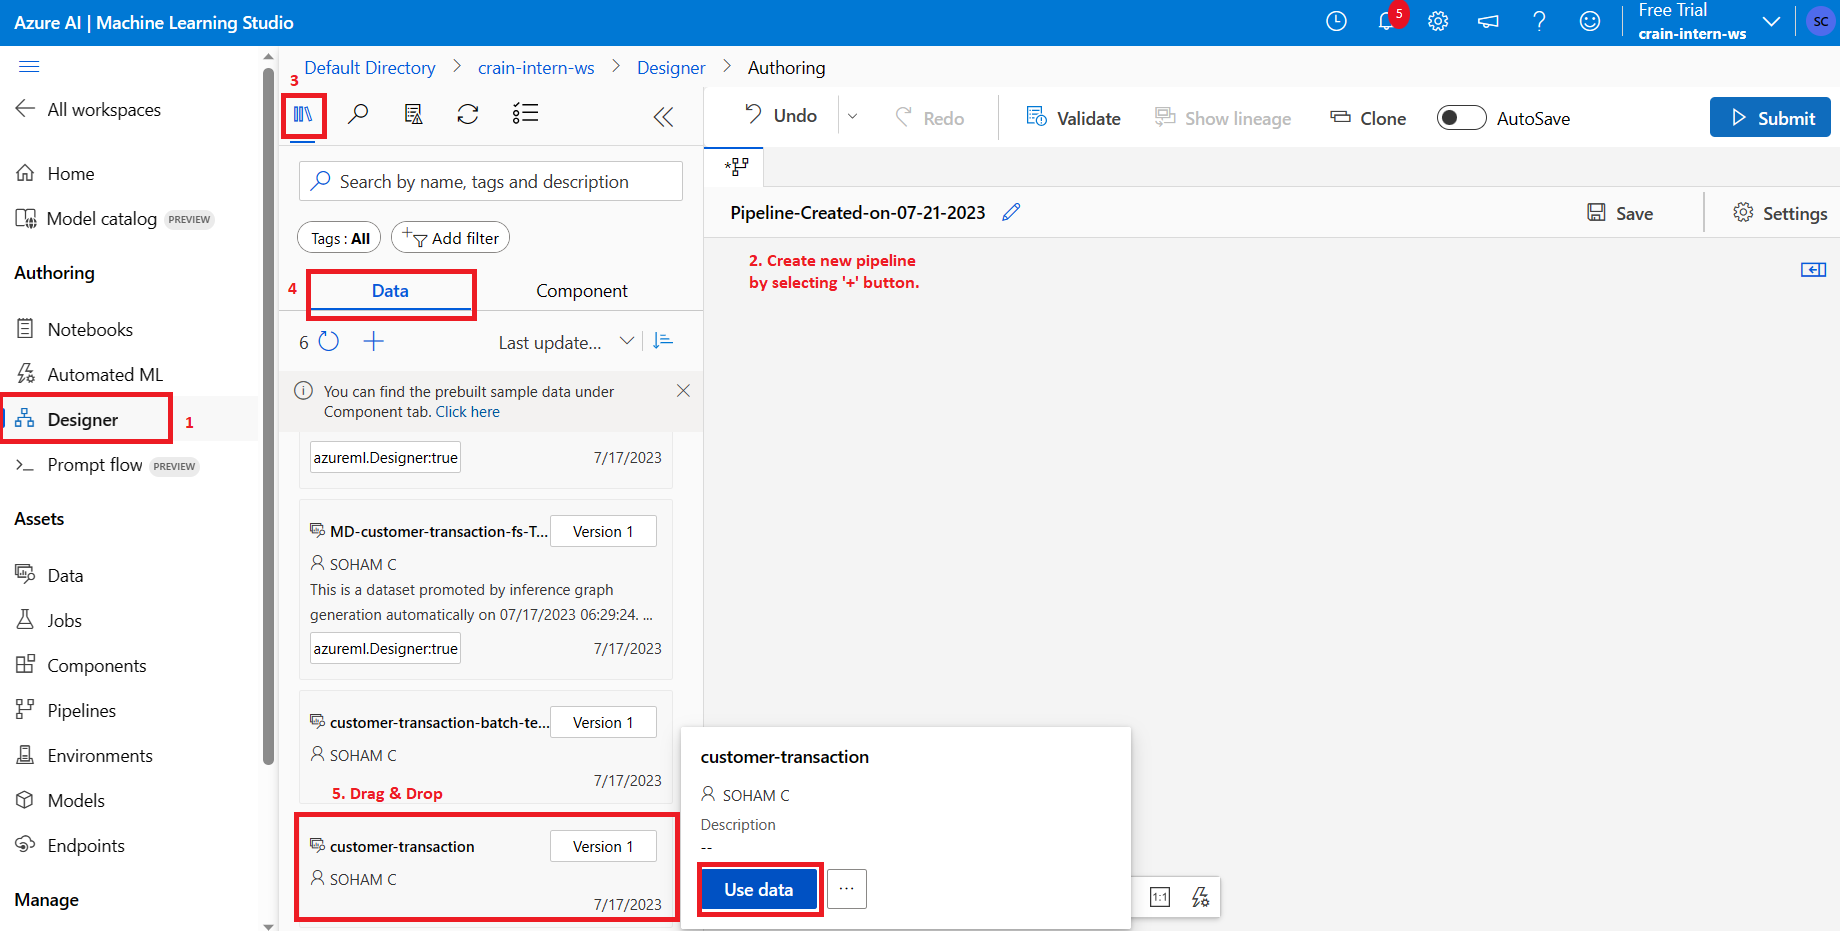 Azure AI | Machine Learning Studio
5
Free Trial
crain-intern-ws
SC
All workspaces
Home
Model catalog PREVIEW
Authoring
Notebooks
Automated ML
Designer
1
Prompt flow PREVIEW
Assets
Data
Jobs
Components
Pipelines
Environments
Models
Endpoints
Manage
Default Directory > crain-intern-ws > Designer > Authoring
3
Search by name, tags and description
Tags : All
Add filter
4
Data
Component
6
Last update...
You can find the prebuilt sample data under
Component tab. Click here
azureml.Designer:true
7/17/2023
MD-customer-transaction-fs-T...
Version 1
SOHAM C
This is a dataset promoted by inference graph
generation automatically on 07/17/2023 06:29:24. ...
azureml.Designer:true
7/17/2023
customer-transaction-batch-te...
Version 1
SOHAM C
7/17/2023
5. Drag & Drop
customer-transaction
Version 1
SOHAM C
7/17/2023
Undo
Redo
Validate
Show lineage
Clone
AutoSave
Submit
Pipeline-Created-on-07-21-2023
Save
Settings
2. Create new pipeline
by selecting '+' button.
customer-transaction
SOHAM C
Description
--
Use data
...
1:1